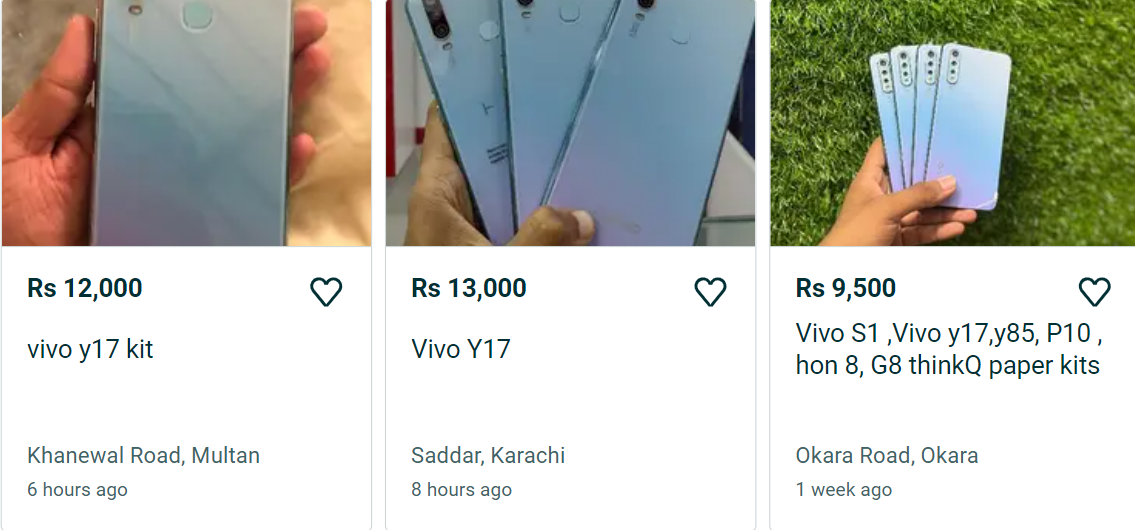 Rs 12,000
vivo y17 kit
Khanewal Road, Multan
6 hours ago
Rs 13,000
Vivo Y17
Saddar, Karachi
8 hours ago
Rs 9,500
Vivo S1 ,Vivo y17,y85, P10 ,
hon 8, G8 thinkQ paper kits
Okara Road, Okara
1 week ago